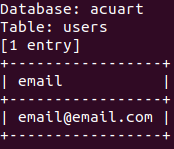 Database: acuart
Table: users
[1 entry]
+-----------------+
| email           |
+-----------------+
| email@email.com |
+-----------------+